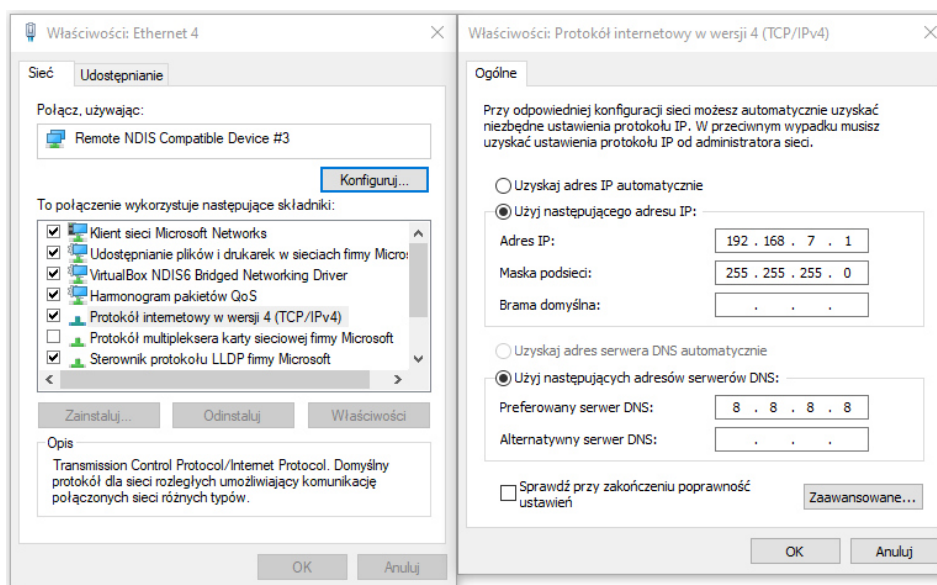 Właściwości: Ethernet 4
Sieć
Udostępnianie
Połącz, używając:
Remote NDIS Compatible Device #3
Konfiguruj...
To połączenie wykorzystuje następujące składniki:
Klient sieci Microsoft Networks
Udostępnianie plików i drukarek w sieciach firmy Micro
VirtualBox NDIS6 Bridged Networking Driver
Harmonogram pakietów QoS
Protokół internetowy w wersji 4 (TCP/IPv4)
Protokół multipleksera karty sieciowej firmy Microsoft
Sterownik protokołu LLDP firmy Microsoft
Zainstaluj...
Odinstaluj
Właściwości
Opis
Transmission Control Protocol/Internet Protocol. Domyślny
protokół dla sieci rozległych umożliwiający komunikację
połączonych sieci różnych typów.
OK
Anuluj
Właściwości: Protokół internetowy w wersji 4 (TCP/IPv4)
Ogólne
Przy odpowiedniej konfiguracji sieci możesz automatycznie uzyskać
niezbędne ustawienia protokołu IP. W przeciwnym wypadku musisz
uzyskać ustawienia protokołu IP od administratora sieci.
Uzyskaj adres IP automatycznie
Użyj następującego adresu IP:
Adres IP: 192 . 168 . 7 . 1
Maska podsieci: 255 . 255 . 255 . 0
Brama domyślna: . . .
Uzyskaj adres serwera DNS automatycznie
Użyj następujących adresów serwerów DNS:
Preferowany serwer DNS: 8 . 8 . 8 . 8
Alternatywny serwer DNS: . . .
Sprawdź przy zakończeniu poprawność
ustawień
Zaawansowane...
OK
Anuluj